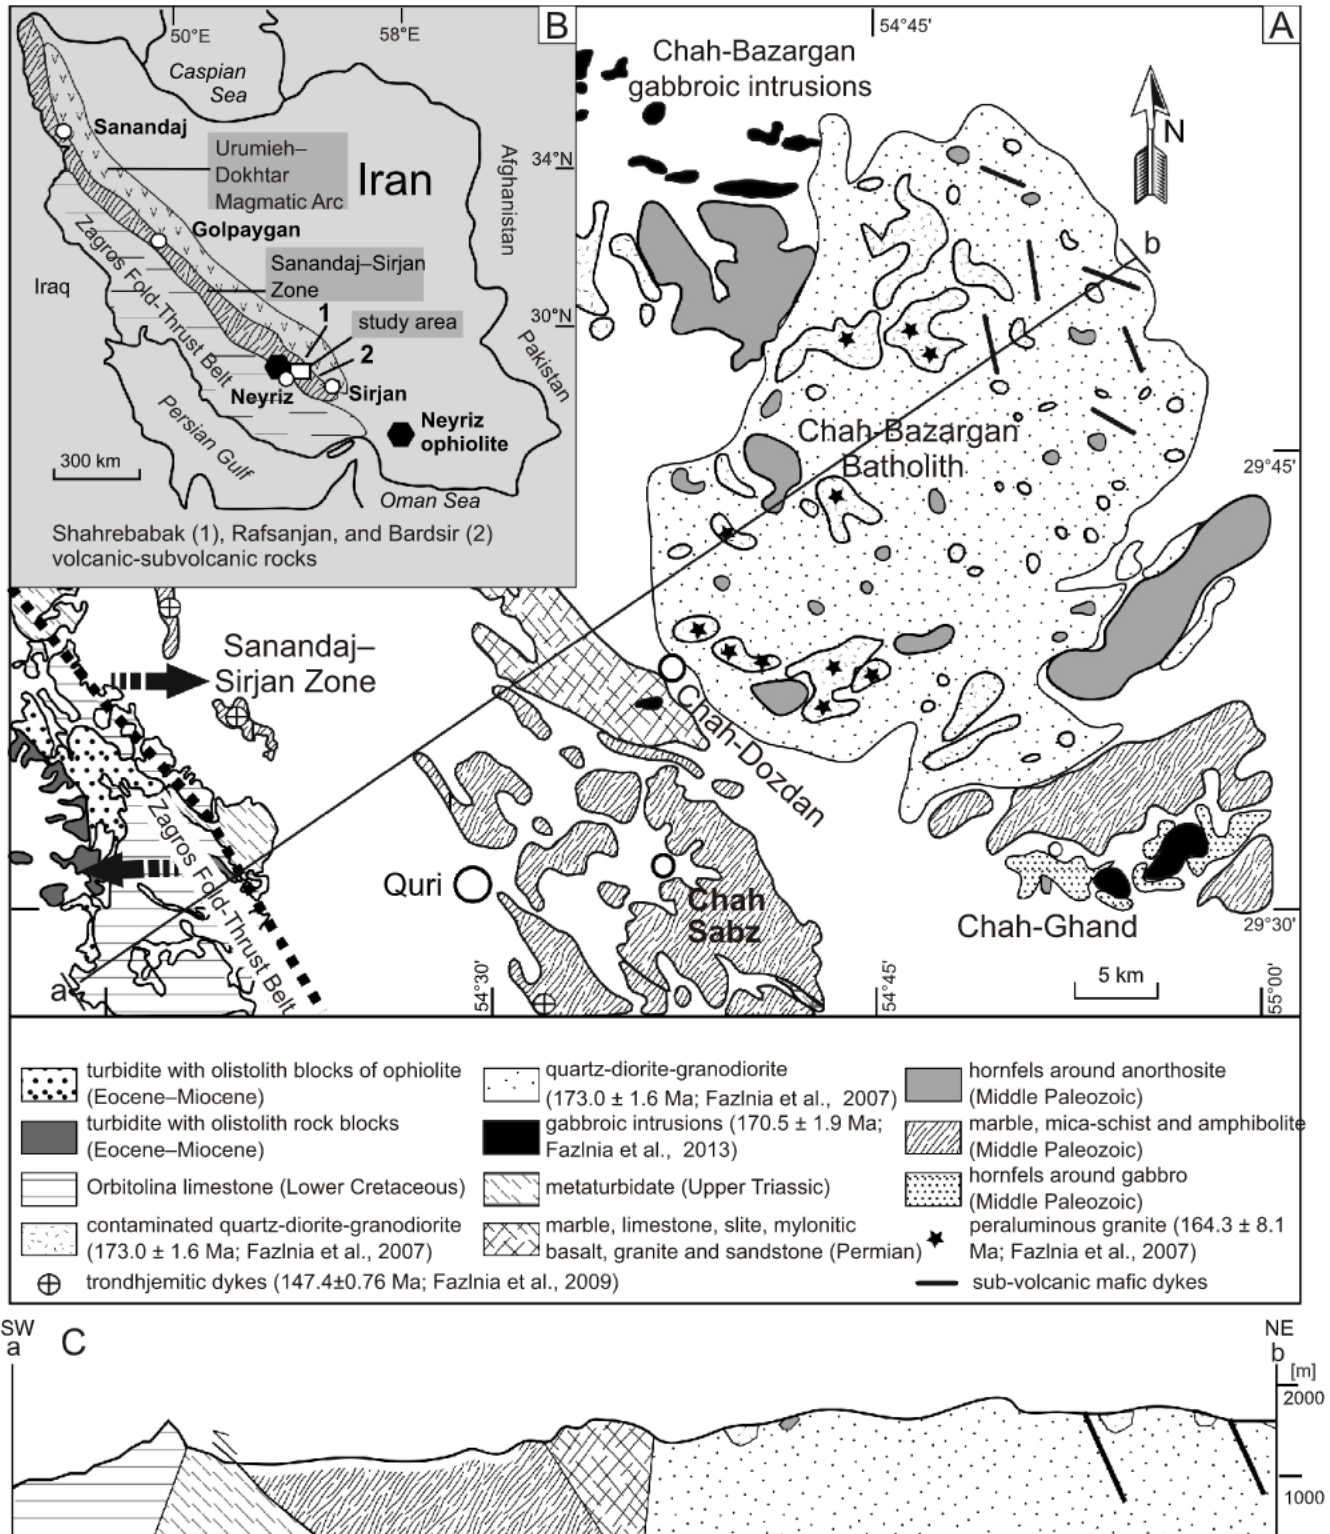 B
50°E
58°E
Caspian
Sea
Sanandaj
Urumieh–
Dokhtar
Magmatic Arc
Iran
34°N
Afghanistan
Golpaygan
Zagros Fold-Thrust Belt
Iraq
Sanandaj–Sirjan
Zone
1
30°N
study area
2
Pakistan
Neyriz
Sirjan
Persian Gulf
Neyriz
ophiolite
300 km
Oman Sea
Shahrebabak (1), Rafsanjan, and Bardsir (2)
volcanic-subvolcanic rocks
A
54°45'
Chah-Bazargan
gabbroic intrusions
N
b
Chah-Bazargan
Batholith
29°45'
Sanandaj–
Sirjan Zone
Chah-Dozdan
Zagros Fold-Thrust Belt
Quri
Chah
Sabz
Chah-Ghand
29°30'
5 km
a
54°30'
54°45'
55°00'
turbidite with olistolith blocks of ophiolite
(Eocene–Miocene)
turbidite with olistolith rock blocks
(Eocene–Miocene)
Orbitolina limestone (Lower Cretaceous)
contaminated quartz-diorite-granodiorite
(173.0 ± 1.6 Ma; FazInia et al., 2007)
trondhjemitic dykes (147.4±0.76 Ma; FazInia et al., 2009)
quartz-diorite-granodiorite
(173.0 ± 1.6 Ma; FazInia et al., 2007)
gabbroic intrusions (170.5 ± 1.9 Ma;
FazInia et al., 2013)
metaturbidate (Upper Triassic)
marble, limestone, slite, mylonitic
basalt, granite and sandstone (Permian)
hornfels around anorthosite
(Middle Paleozoic)
marble, mica-schist and amphibolite
(Middle Paleozoic)
hornfels around gabbro
(Middle Paleozoic)
peraluminous granite (164.3 ± 8.1
Ma; FazInia et al., 2007)
sub-volcanic mafic dykes
SW
a
C
NE
b
[m]
2000
1000